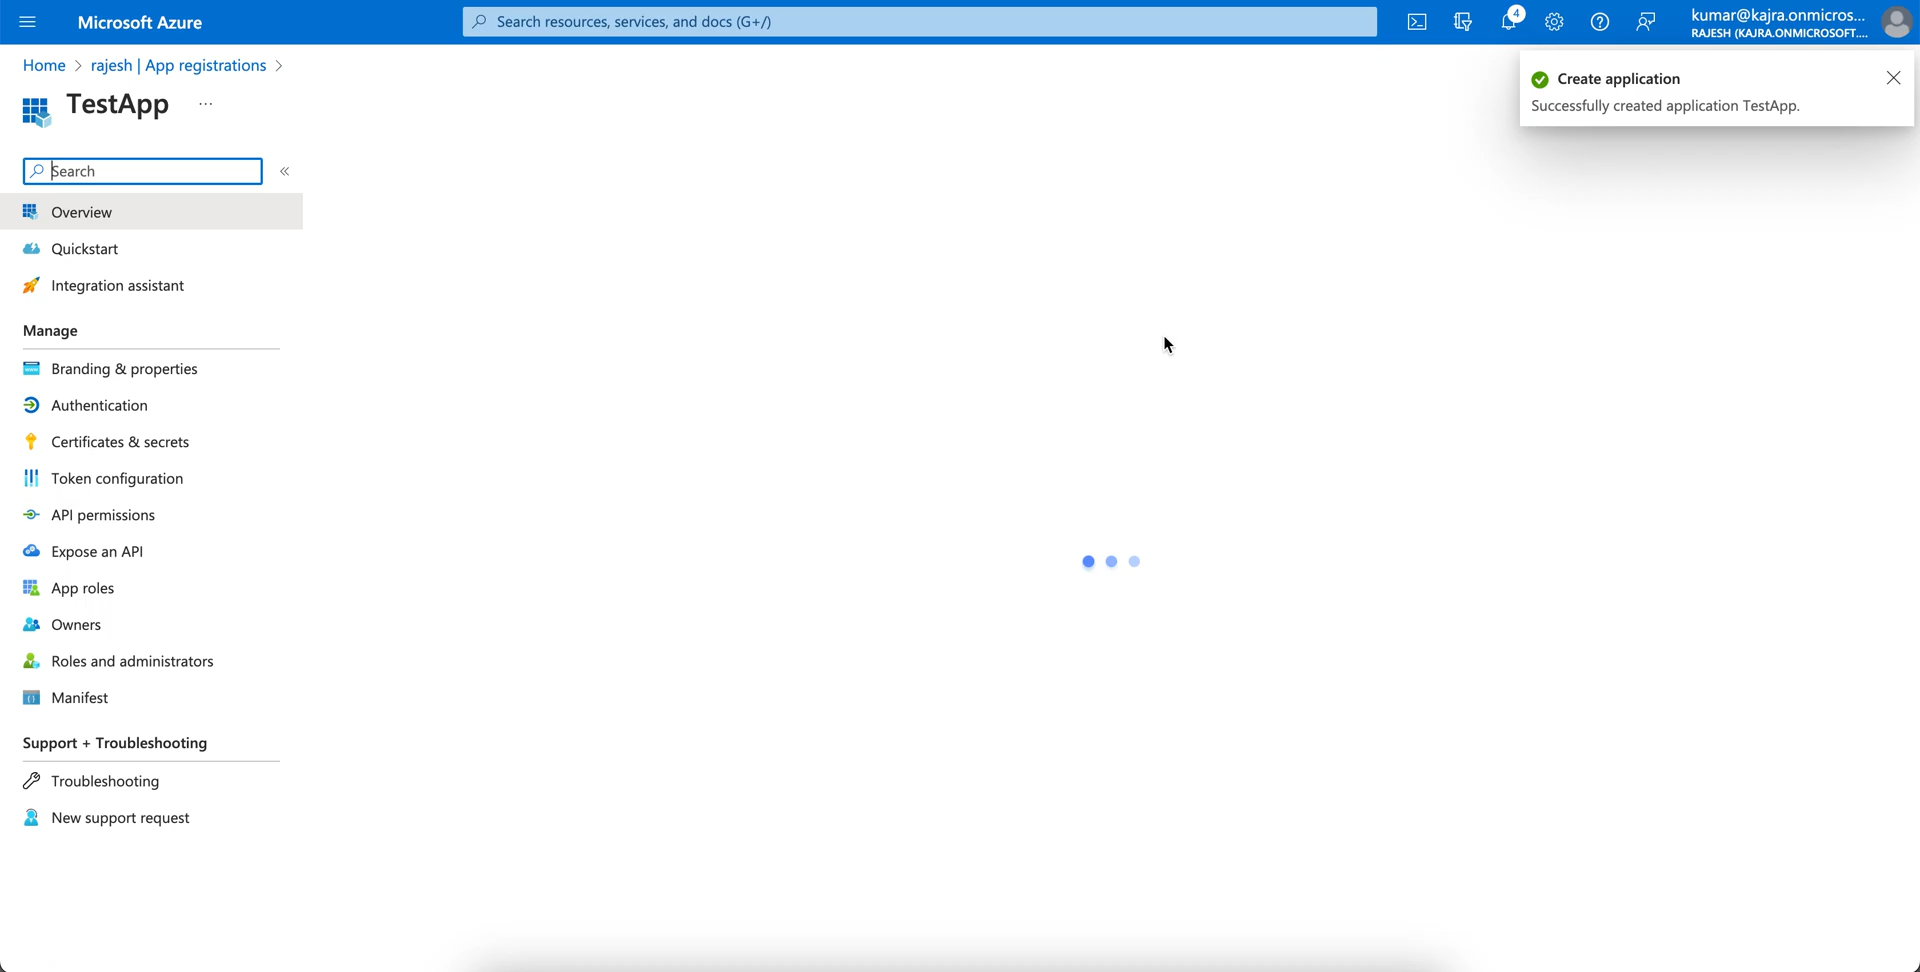 Microsoft Azure
Search resources, services, and docs (G+/)
4
kumar@kajra.onmicros...
RAJESH (KAJRA.ONMICROSOFT....
Home > rajesh | App registrations >
TestApp ...
Create application
Successfully created application TestApp.
Search «
Overview
Quickstart
Integration assistant
Manage
Branding & properties
Authentication
Certificates & secrets
Token configuration
API permissions
Expose an API
App roles
Owners
Roles and administrators
Manifest
Support + Troubleshooting
Troubleshooting
New support request